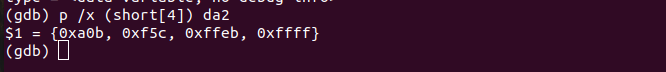 (gdb) p /x (short[4]) da2
$1 = {0xa0b, 0xf5c, 0xffeb, 0xffff}
(gdb)